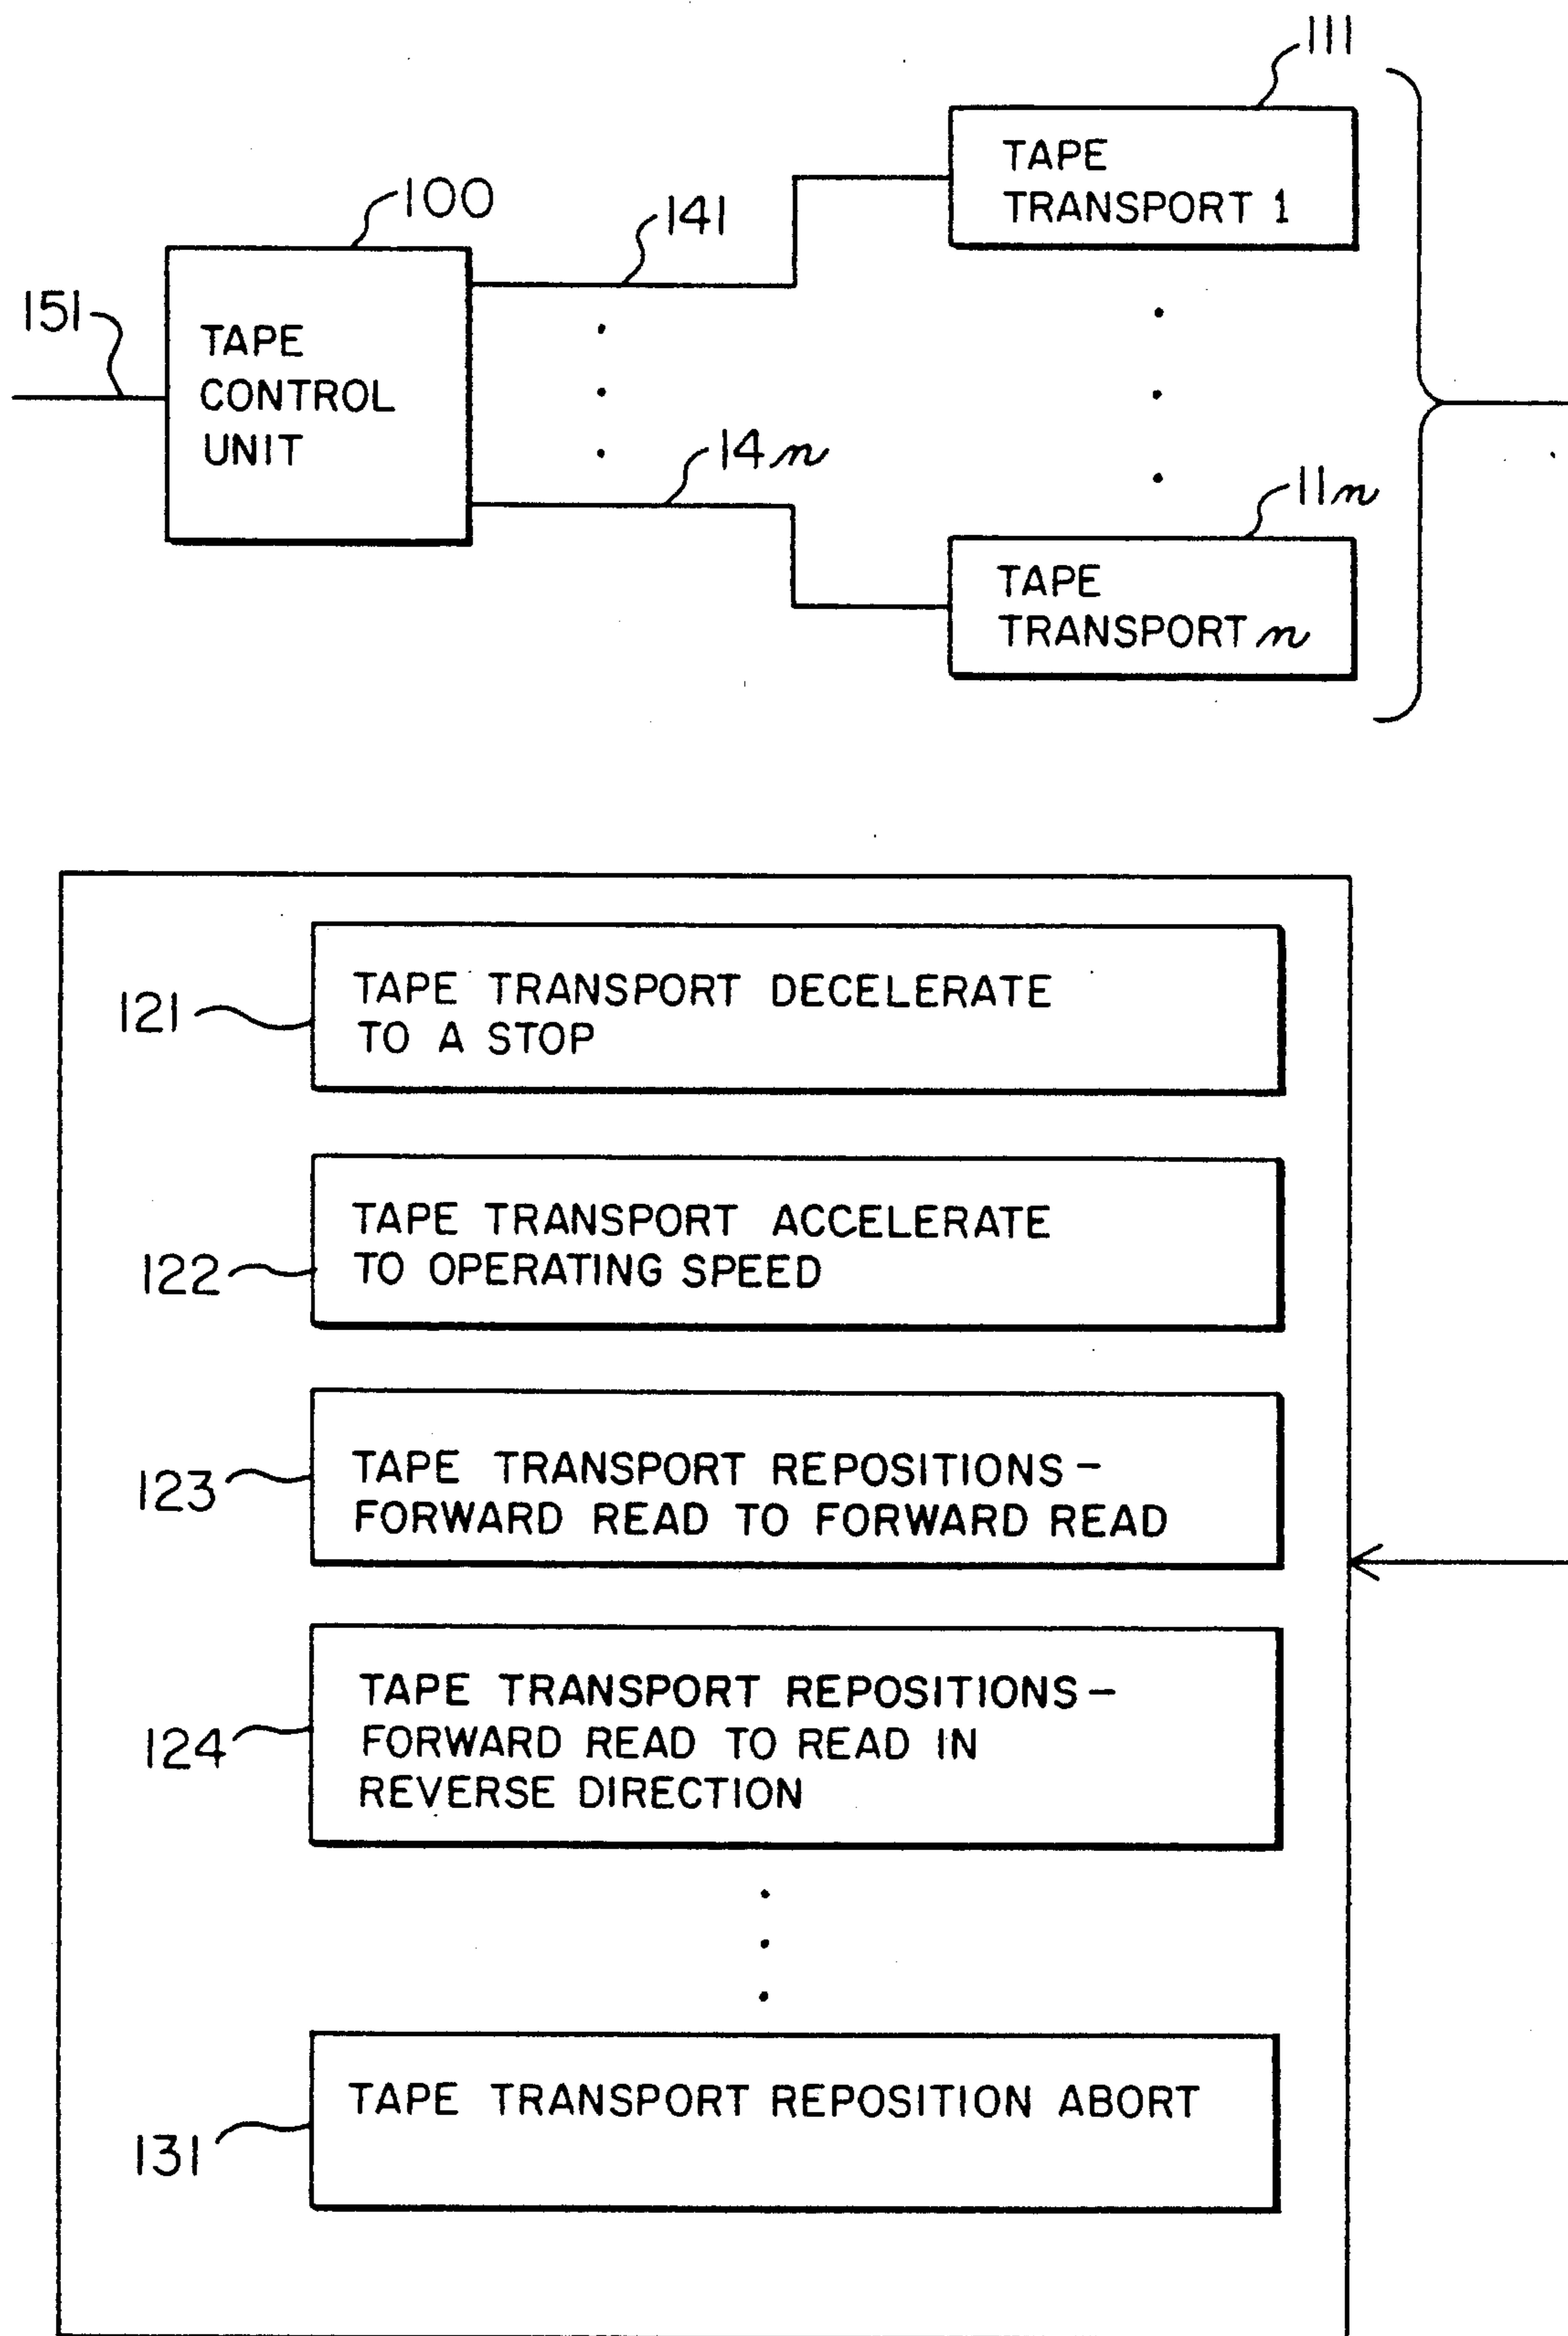 111
TAPE
TRANSPORT 1
100
141
151
TAPE
CONTROL
UNIT
14n
11n
TAPE
TRANSPORT n
121
TAPE TRANSPORT DECELERATE
TO A STOP
122
TAPE TRANSPORT ACCELERATE
TO OPERATING SPEED
123
TAPE TRANSPORT REPOSITIONS-
FORWARD READ TO FORWARD READ
124
TAPE TRANSPORT REPOSITIONS-
FORWARD READ TO READ IN
REVERSE DIRECTION
131
TAPE TRANSPORT REPOSITION ABORT